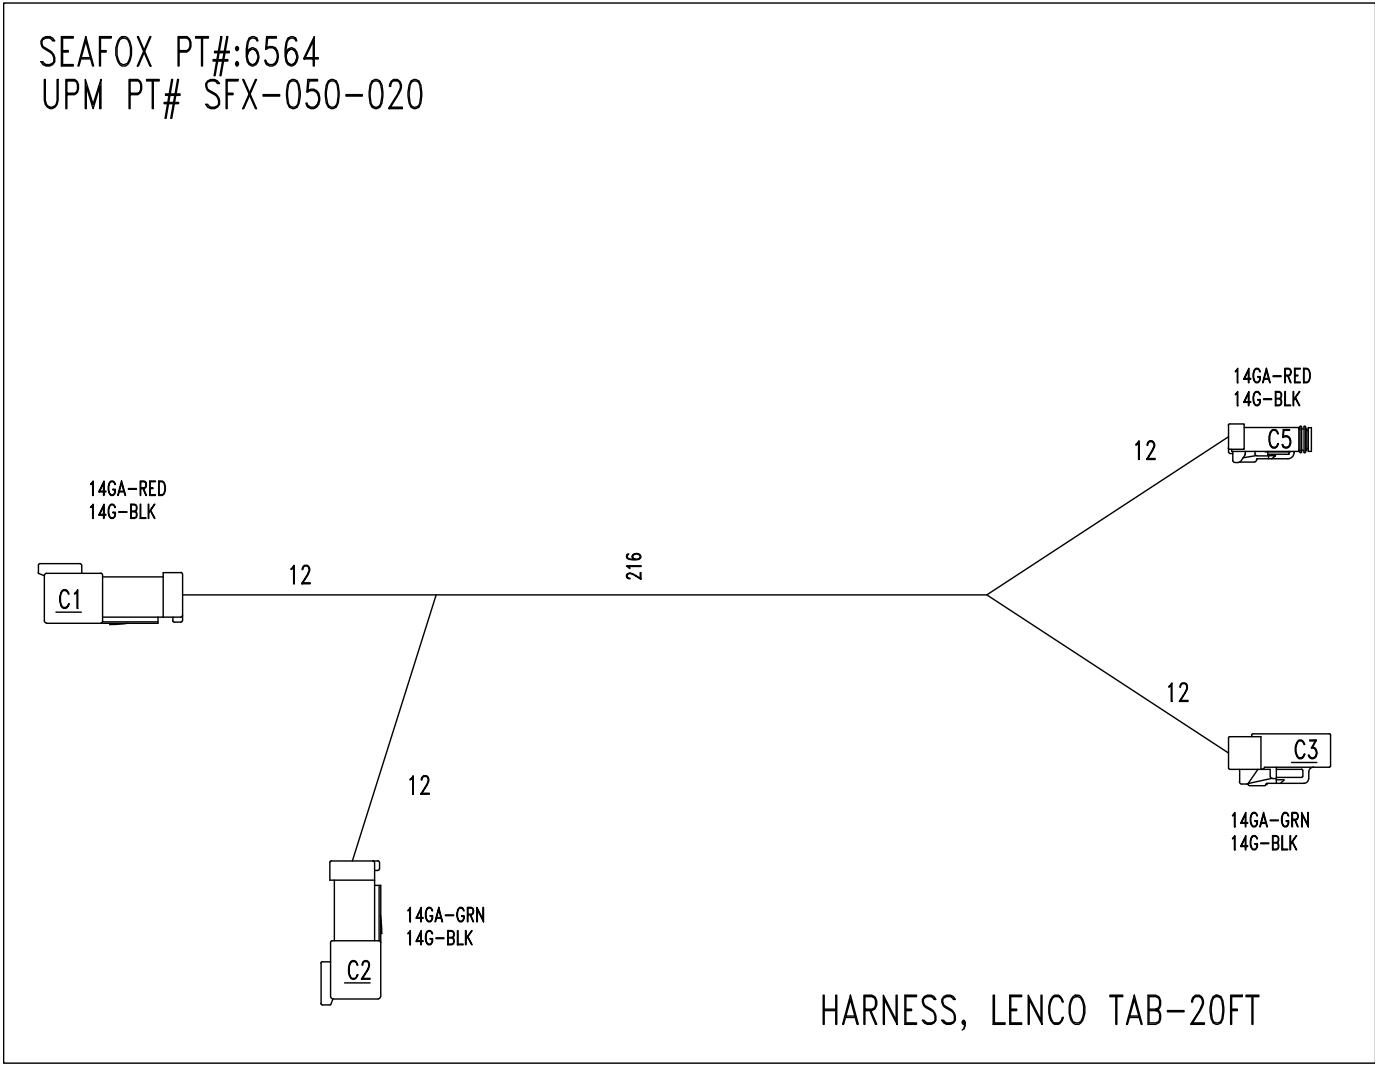 SEAFOX PT#:6564
UPM PT# SFX-050-020
14GA-RED
14G-BLK
C5
12
14GA-RED
14G-BLK
C1
12
216
12
C3
14GA-GRN
14G-BLK
12
14GA-GRN
14G-BLK
C2
HARNESS, LENCO TAB-20FT